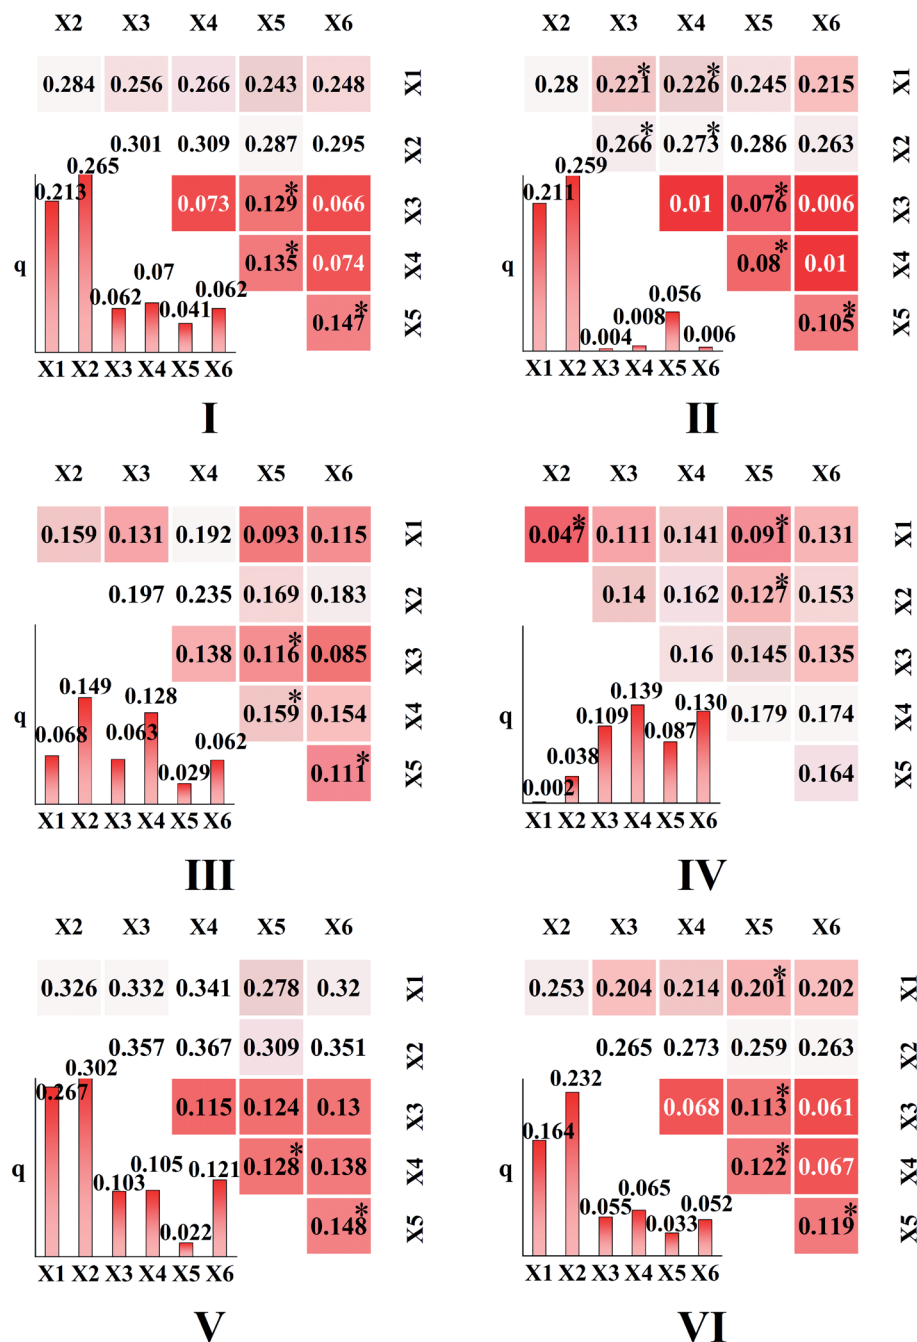 X2 X3 X4 X5 X6
0.284 0.256 0.266 0.243 0.248 X1
0.301 0.309 0.287 0.295 X2
0.073 0.129* 0.066 X3
0.135* 0.074 X4
0.147* X5
q
0.213 0.265 0.062 0.07 0.041 0.062
X1 X2 X3 X4 X5 X6
I
X2 X3 X4 X5 X6
0.28 0.221* 0.226* 0.245 0.215 X1
0.266* 0.273* 0.286 0.263 X2
0.01 0.076* 0.006 X3
0.08* 0.01 X4
0.105* X5
q
0.211 0.259 0.004 0.008 0.056 0.006
X1 X2 X3 X4 X5 X6
II
X2 X3 X4 X5 X6
0.159 0.131 0.192 0.093 0.115 X1
0.197 0.235 0.169 0.183 X2
0.138 0.116* 0.085 X3
0.159* 0.154 X4
0.111* X5
q
0.068 0.149 0.063 0.128 0.029 0.062
X1 X2 X3 X4 X5 X6
III
X2 X3 X4 X5 X6
0.047* 0.111 0.141 0.091* 0.131 X1
0.14 0.162 0.127* 0.153 X2
0.16 0.145 0.135 X3
0.179 0.174 X4
0.164 X5
q
0.002 0.038 0.109 0.139 0.087 0.130
X1 X2 X3 X4 X5 X6
IV
X2 X3 X4 X5 X6
0.326 0.332 0.341 0.278 0.32 X1
0.357 0.367 0.309 0.351 X2
0.115 0.124 0.13 X3
0.128* 0.138 X4
0.148* X5
q
0.267 0.302 0.103 0.105 0.022 0.121
X1 X2 X3 X4 X5 X6
V
X2 X3 X4 X5 X6
0.253 0.204 0.214 0.201* 0.202 X1
0.265 0.273 0.259 0.263 X2
0.068 0.113* 0.061 X3
0.122* 0.067 X4
0.119* X5
q
0.164 0.232 0.055 0.065 0.033 0.052
X1 X2 X3 X4 X5 X6
VI